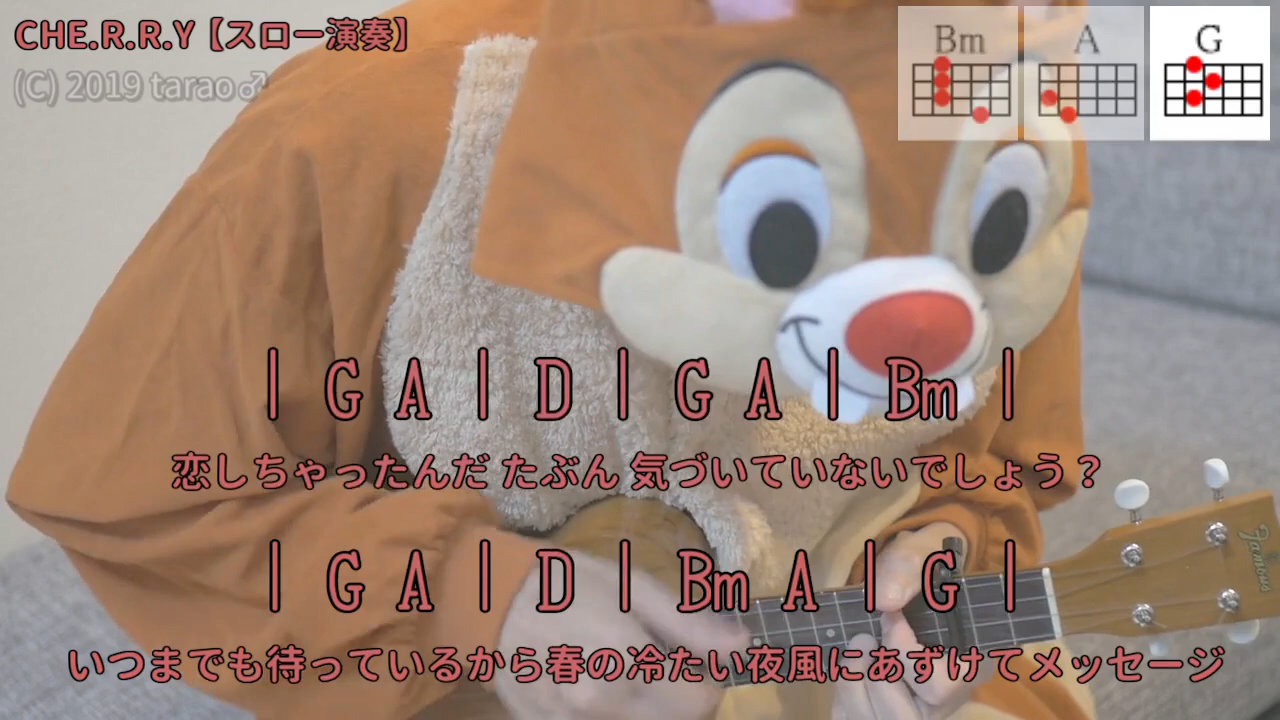 CHE.R.R.Y【スロー演奏】
(C) 2019 tarao♂
Bm A G
| G A | D | G A | Bm |
恋しちゃったんだ たぶん 気づいていないでしょう？
| G A | D | Bm A | G |
いつまでも待っているから春の冷たい夜風にあずけてメッセージ
Famous